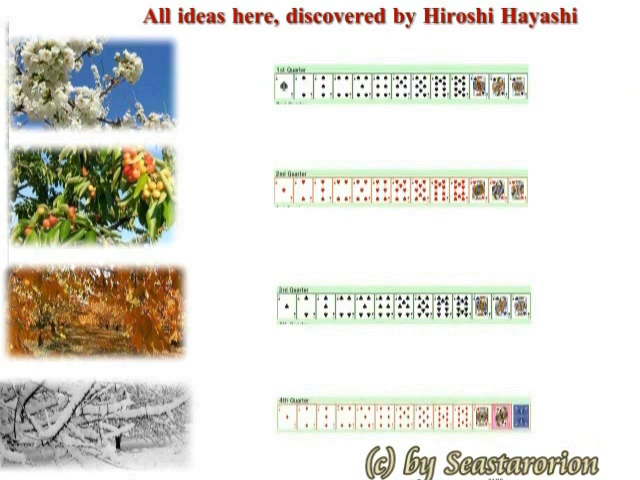 All ideas here, discovered by Hiroshi Hayashi
1st Quarter
2nd Quarter
3rd Quarter
4th Quarter
(c) by Seastarorion